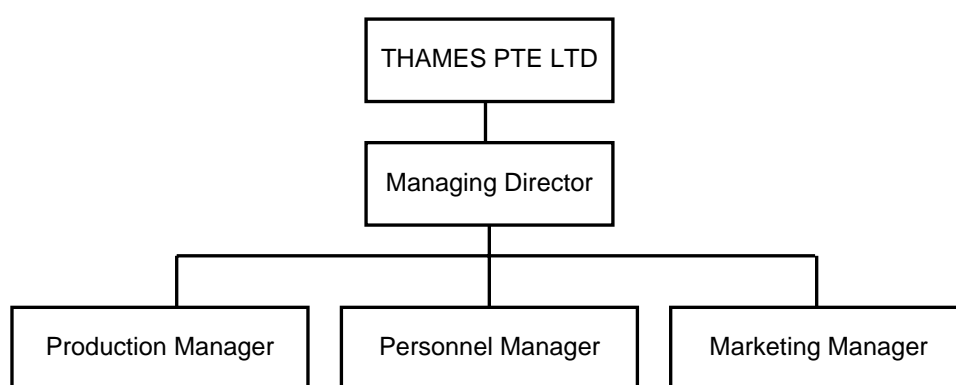 THAMES PTE LTD
Managing Director
Production Manager
Personnel Manager
Marketing Manager